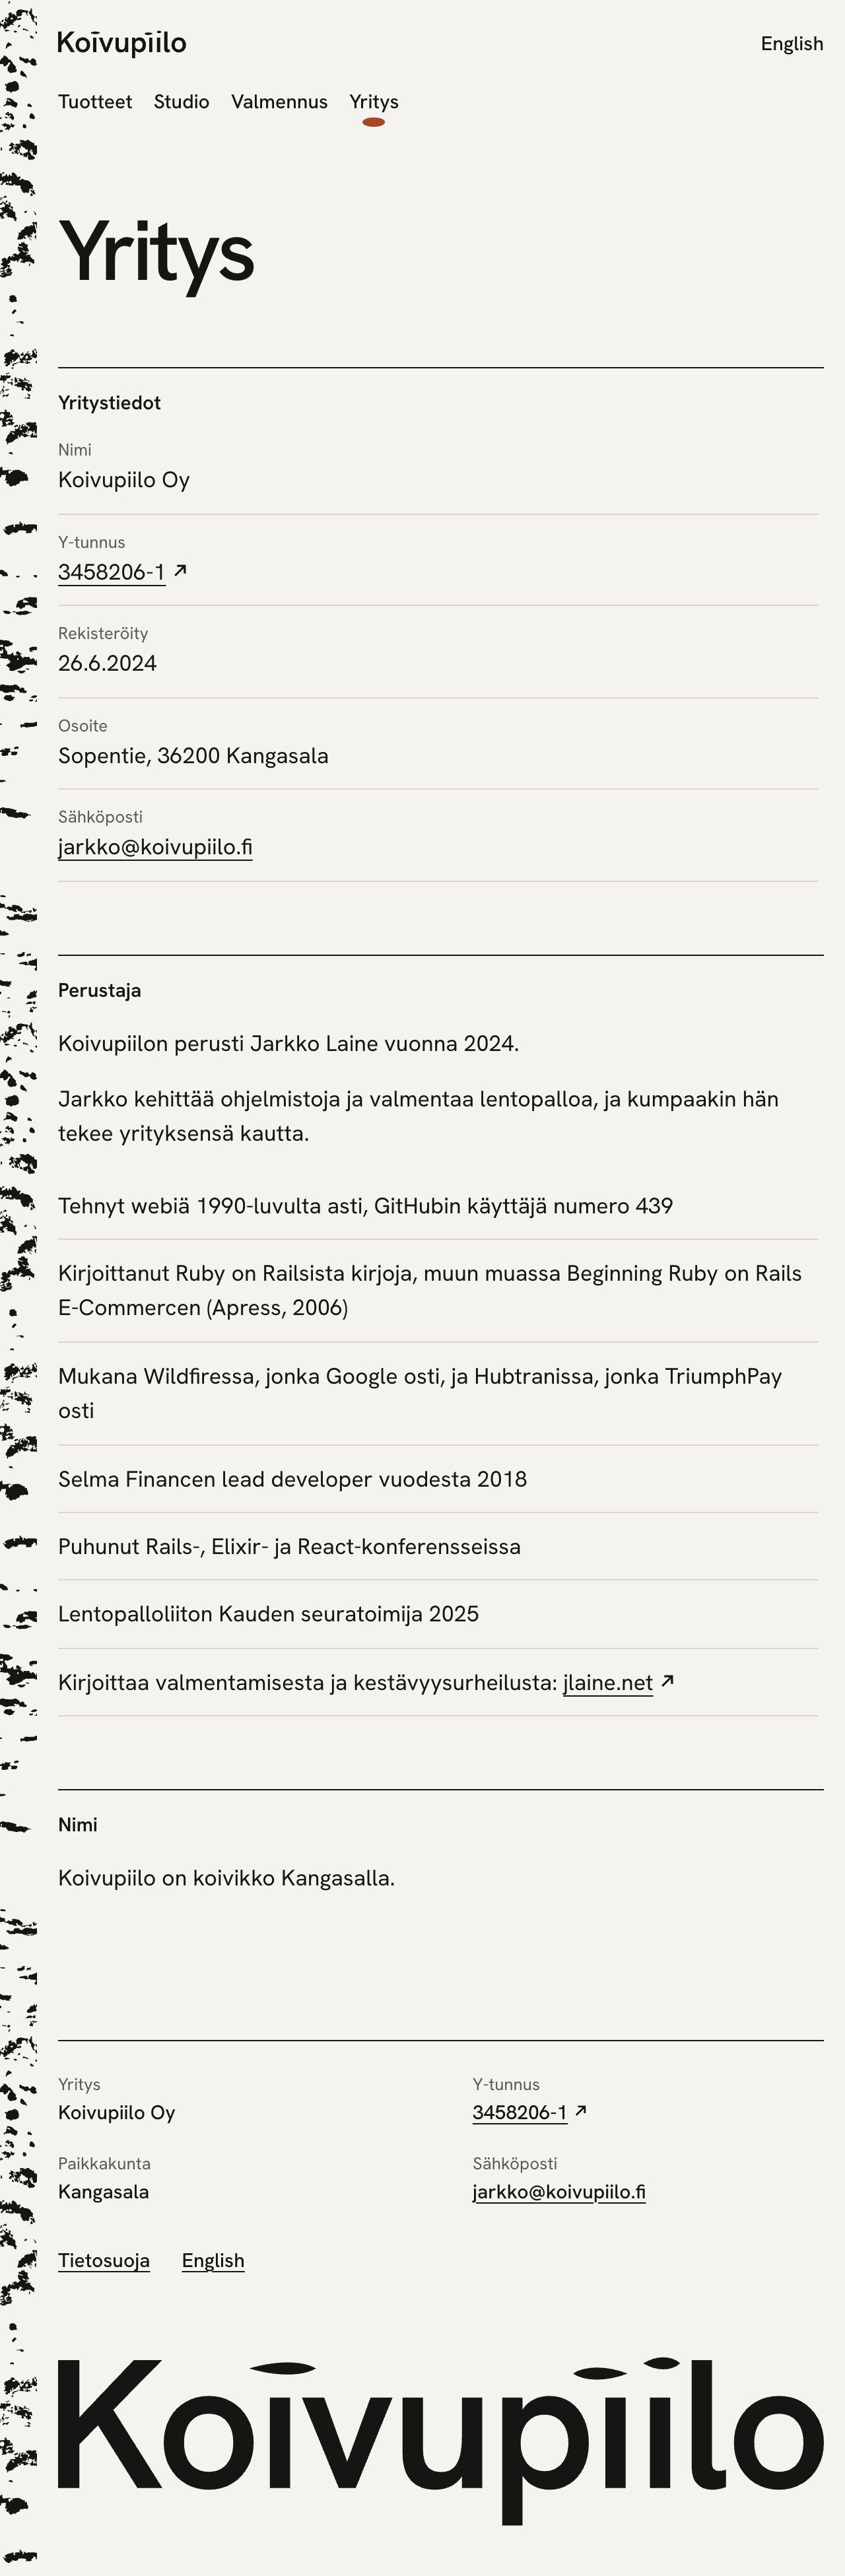 Koivupiilo
English
Tuotteet Studio Valmennus Yritys
Yritys
Yritystiedot
Nimi
Koivupiilo Oy
Y-tunnus
3458206-1 ↗
Rekisteröity
26.6.2024
Osoite
Sopentie, 36200 Kangasala
Sähköposti
jarkko@koivupiilo.fi
Perustaja
Koivupiilon perusti Jarkko Laine vuonna 2024.
Jarkko kehittää ohjelmistoja ja valmentaa lentopalloa, ja kumpaakin hän
tekee yrityksensä kautta.
Tehnyt webiä 1990-luvulta asti, GitHubin käyttäjä numero 439
Kirjoittanut Ruby on Railsista kirjoja, muun muassa Beginning Ruby on Rails
E-Commercen (Apress, 2006)
Mukana Wildfiressa, jonka Google osti, ja Hubtranissa, jonka TriumphPay
osti
Selma Financen lead developer vuodesta 2018
Puhunut Rails-, Elixir- ja React-konferensseissa
Lentopalloliiton Kauden seuratoimija 2025
Kirjoittaa valmentamisesta ja kestävyysurheilusta: jlaine.net ↗
Nimi
Koivupiilo on koivikko Kangasalla.
Yritys
Koivupiilo Oy
Y-tunnus
3458206-1 ↗
Paikkakunta
Kangasala
Sähköposti
jarkko@koivupiilo.fi
Tietosuoja English
Koivupiilo